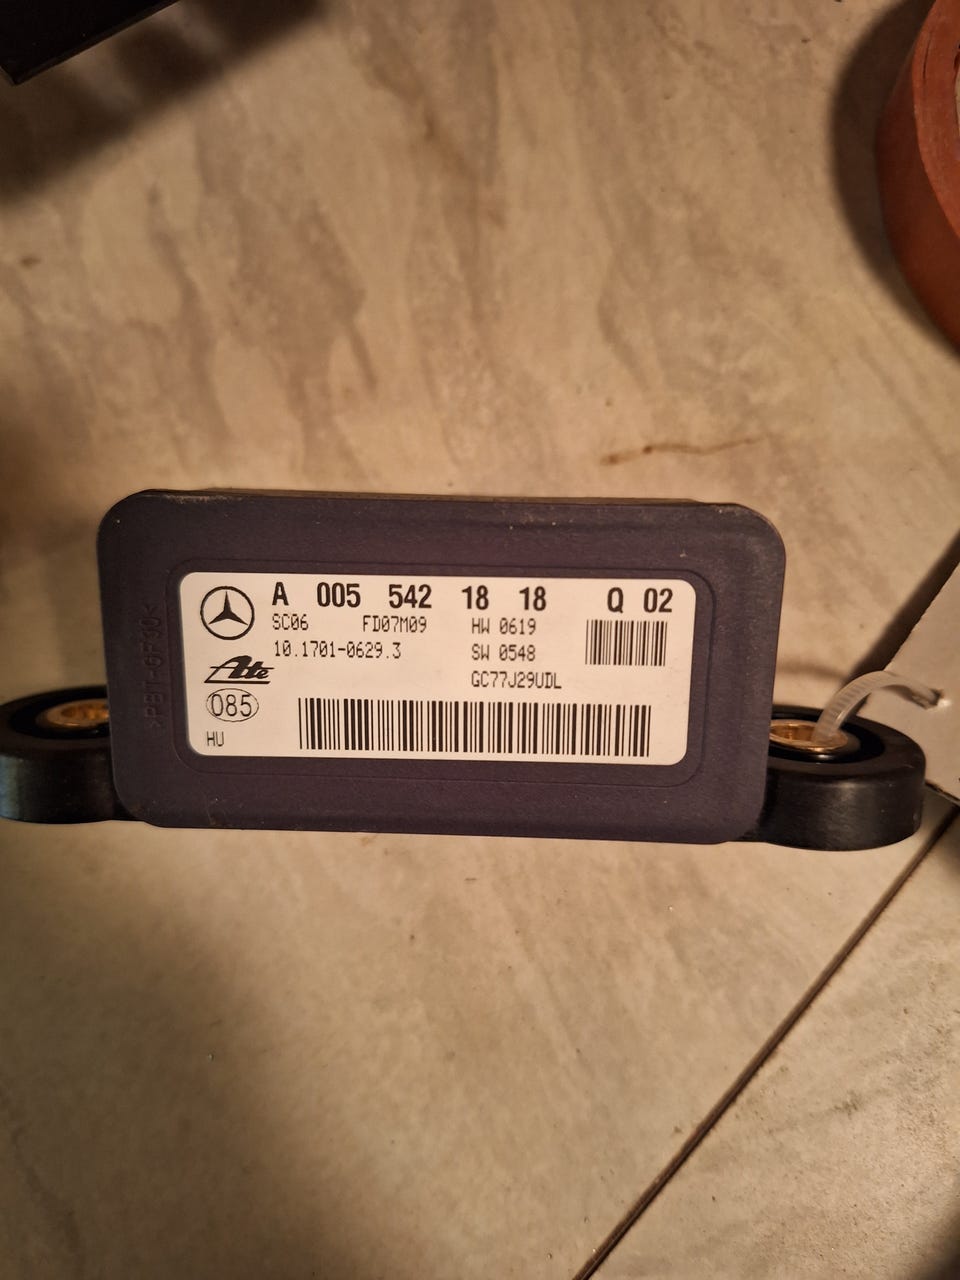 A 005 542 18 18 Q 02
SC06 FD07M09 HW 0619
10.1701-0629.3 SW 0548
Ate GC77J29UDL
085
HU
>PBT-GF30<